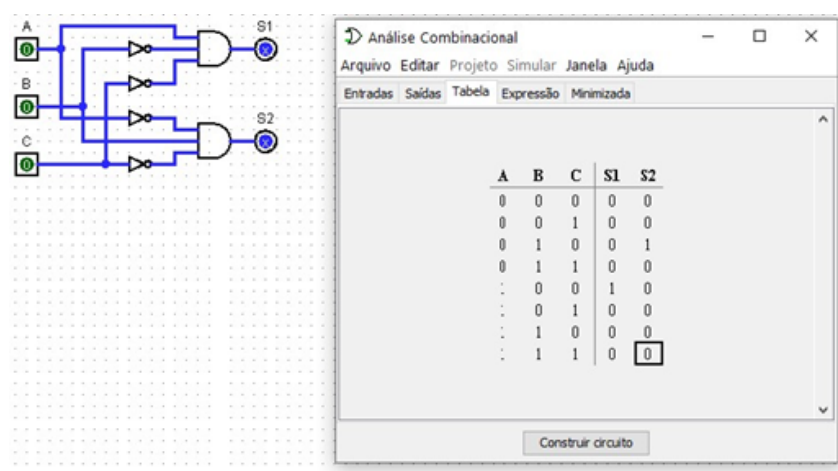 A
0
B
0
C
0
S1
x
S2
x
Análise Combinacional
Arquivo Editar Projeto Simular Janela Ajuda
Entradas Saídas Tabela Expressão Minimizada
A B C S1 S2
0 0 0 0 0
0 0 1 0 0
0 1 0 0 1
0 1 1 0 0
0 0 1 0
0 1 0 0
1 0 0 0
1 1 0 0
Construir circuito